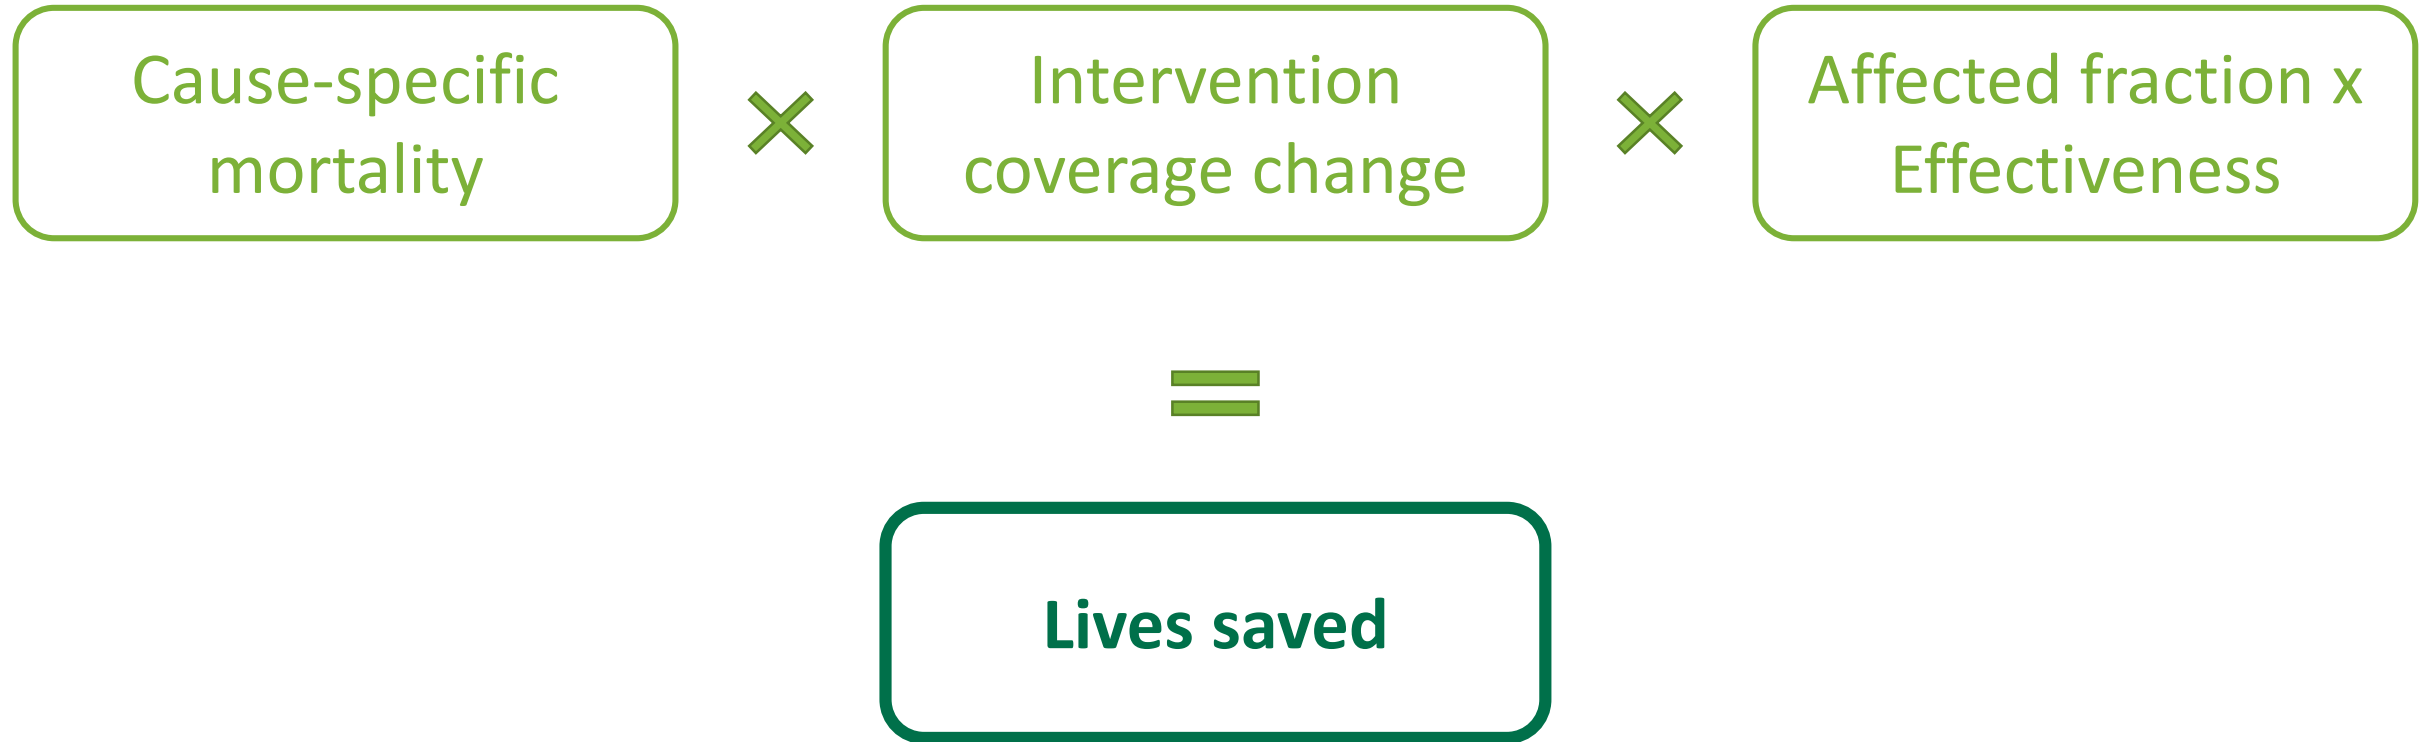 Cause-specific
mortality
Intervention
coverage change
Affected fraction x
Effectiveness
Lives saved